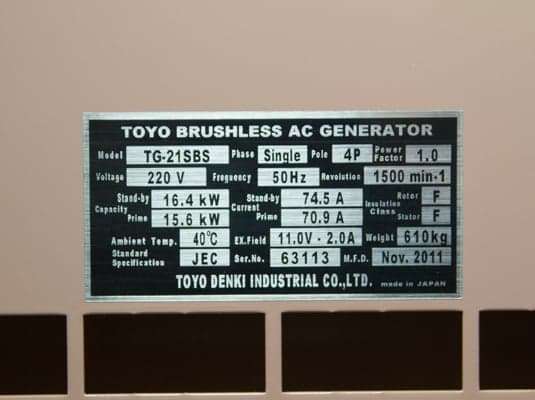 TOYO BRUSHLESS AC GENERATOR
Model TG-21SBS Phase Single Pole 4P Power Factor 1.0
Voltage 220 V Frequency 50Hz Revolution 1500 min-1
Capacity Stand-by 16.4 kW Current Stand-by 74.5 A Insulation Class Rotor F
Prime 15.6 kW Prime 70.9 A Stator F
Ambient Temp. 40°C EX.Field 11.0V - 2.0A Weight 610kg
Standard Specification JEC Ser.No. 63113 M.F.D. Nov. 2011
TOYO DENKI INDUSTRIAL CO.,LTD. made in JAPAN